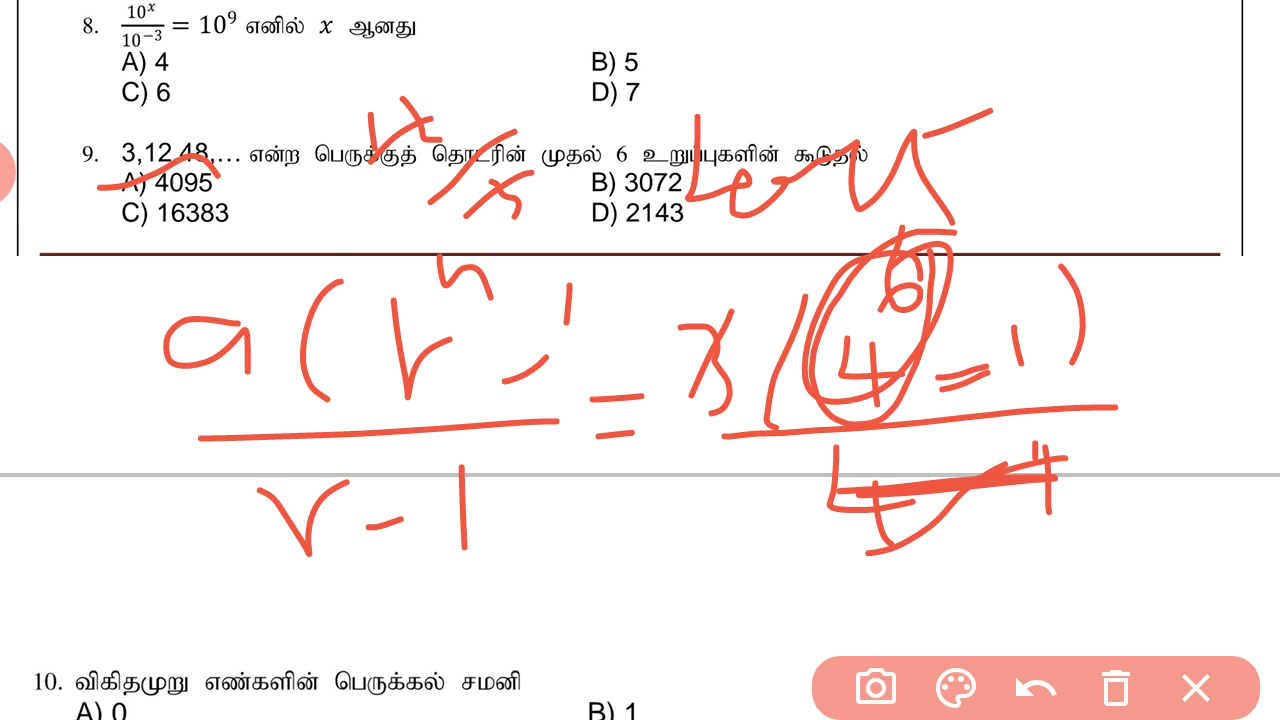 8. 10^x / 10^-3 = 10^9 எனில் x ஆனது
A) 4 B) 5
C) 6 D) 7
9. 3,12,48,... என்ற பெருக்குத் தொடரின் முதல் 6 உறுப்புகளின் கூடுதல்
A) 4095 B) 3072
C) 16383 D) 2143
a(r^n - 1) / r - 1 = 3(4^6 - 1) / 4 - 1
10. விகிதமுறு எண்களின் பெருக்கல் சமனி
A) 0 B) 1